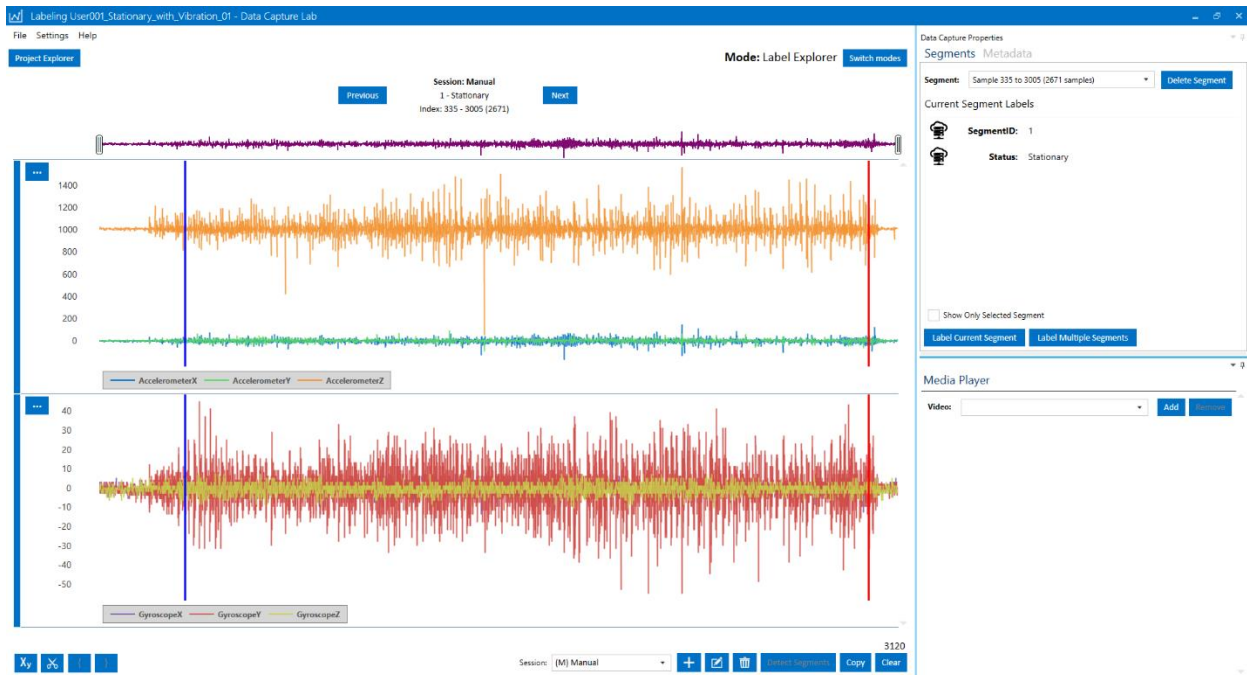 Labeling User001_Stationary_with_Vibration_01 - Data Capture Lab
File Settings Help
Project Explorer
Mode: Label Explorer Switch modes
Session: Manual
Previous 1 - Stationary Next
Index: 335 - 3005 (2671)
...
1400
1200
1000
800
600
400
200
0
AccelerometerX AccelerometerY AccelerometerZ
...
40
30
20
10
0
-10
-20
-30
-40
-50
GyroscopeX GyroscopeY GyroscopeZ
3120
Xy { } Session: (M) Manual Detect Segments Copy Clear
Data Capture Properties
Segments Metadata
Segment: Sample 335 to 3005 (2671 samples) Delete Segment
Current Segment Labels
SegmentID: 1
Status: Stationary
Show Only Selected Segment
Label Current Segment Label Multiple Segments
Media Player
Video: Add Remove